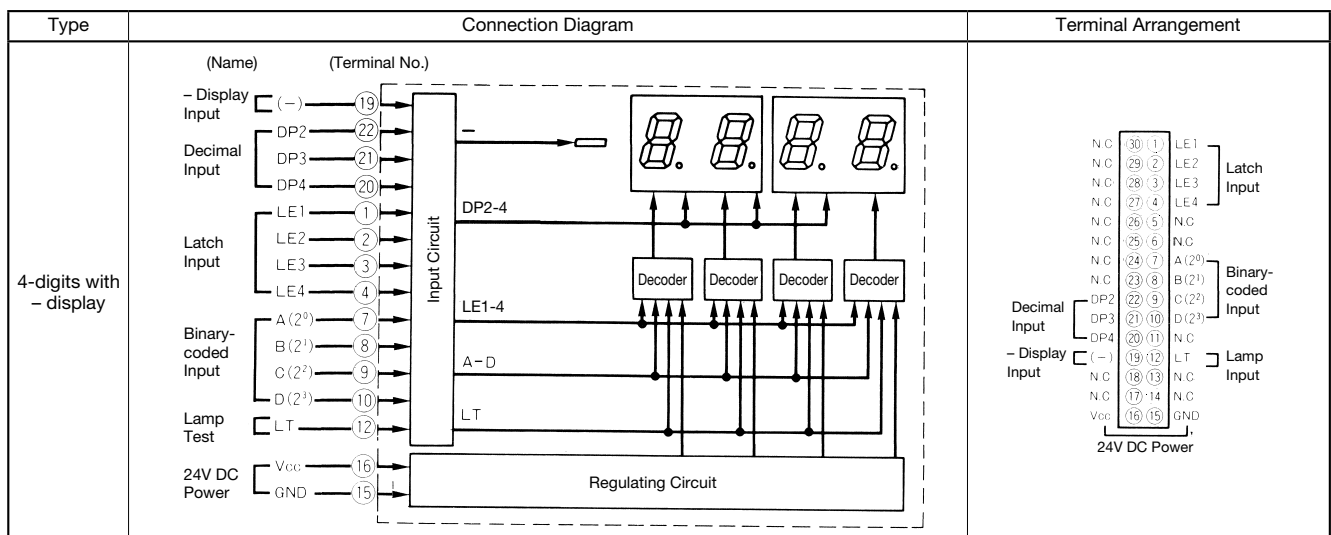 Type
Connection Diagram
Terminal Arrangement
4-digits with
– display
(Name)
(Terminal No.)
– Display
Input
(−)
19
Decimal
Input
DP2
22
DP3
21
DP4
20
Latch
Input
LE1
1
LE2
2
LE3
3
LE4
4
Binary-
coded
Input
A(2⁰)
7
B(2¹)
8
C(2²)
9
D(2³)
10
Lamp
Test
LT
12
24V DC
Power
Vcc
16
GND
15
Input Circuit
−
DP2-4
LE1-4
A-D
LT
8. 8. 8. 8.
Decoder Decoder Decoder Decoder
Regulating Circuit
N.C 30 1 LE1
N.C 29 2 LE2
N.C 28 3 LE3
N.C 27 4 LE4
Latch
Input
N.C 26 5 N.C
N.C 25 6 N.C
N.C 24 7 A(2⁰)
N.C 23 8 B(2¹)
DP2 22 9 C(2²)
DP3 21 10 D(2³)
Binary-
coded
Input
Decimal
Input
DP4 20 11 N.C
– Display
Input
(−) 19 12 LT
Lamp
Input
N.C 18 13 N.C
N.C 17 14 N.C
Vcc 16 15 GND
24V DC Power